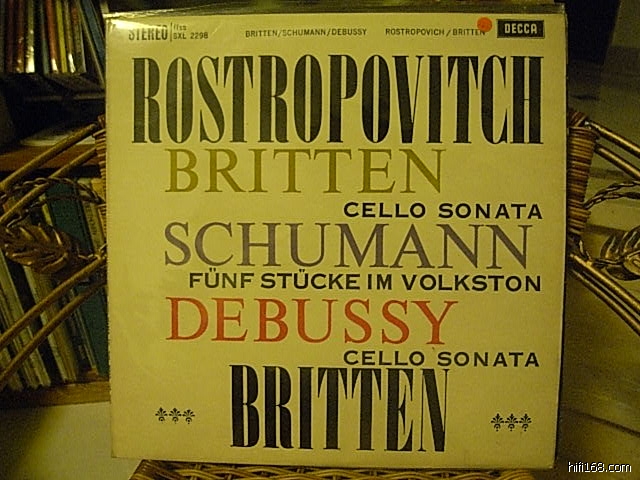 STEREO ffss SXL 2298 BRITTEN/SCHUMANN/DEBUSSY ROSTROPOVICH/BRITTEN DECCA
ROSTROPOVITCH
BRITTEN
CELLO SONATA
SCHUMANN
FÜNF STÜCKE IM VOLKSTON
DEBUSSY
CELLO SONATA
BRITTEN
hifi168.com